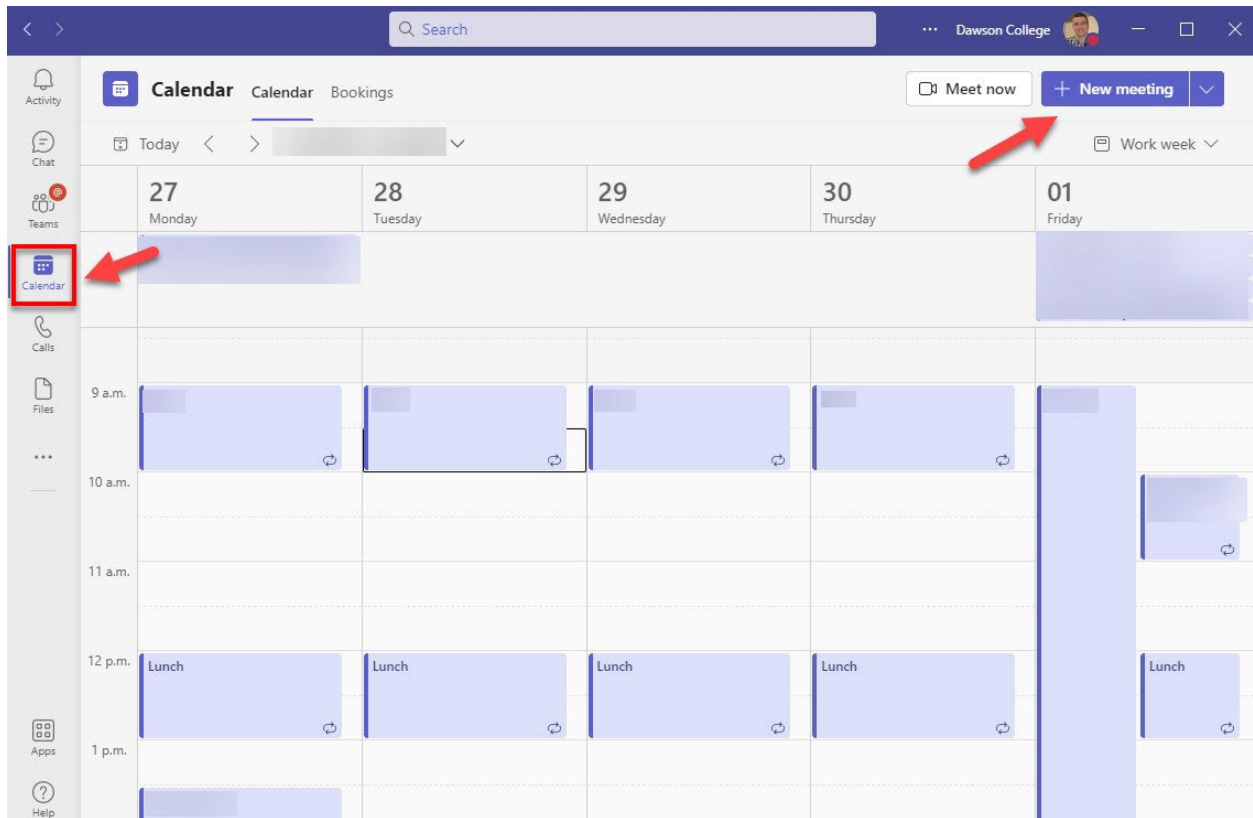 Search
Dawson College
Activity
Chat
Teams
Calendar
Calls
Files
Apps
Help
Calendar Calendar Bookings
Meet now
New meeting
Today
Work week
27
Monday
28
Tuesday
29
Wednesday
30
Thursday
01
Friday
9 a.m.
10 a.m.
11 a.m.
12 p.m.
Lunch Lunch Lunch Lunch Lunch
1 p.m.